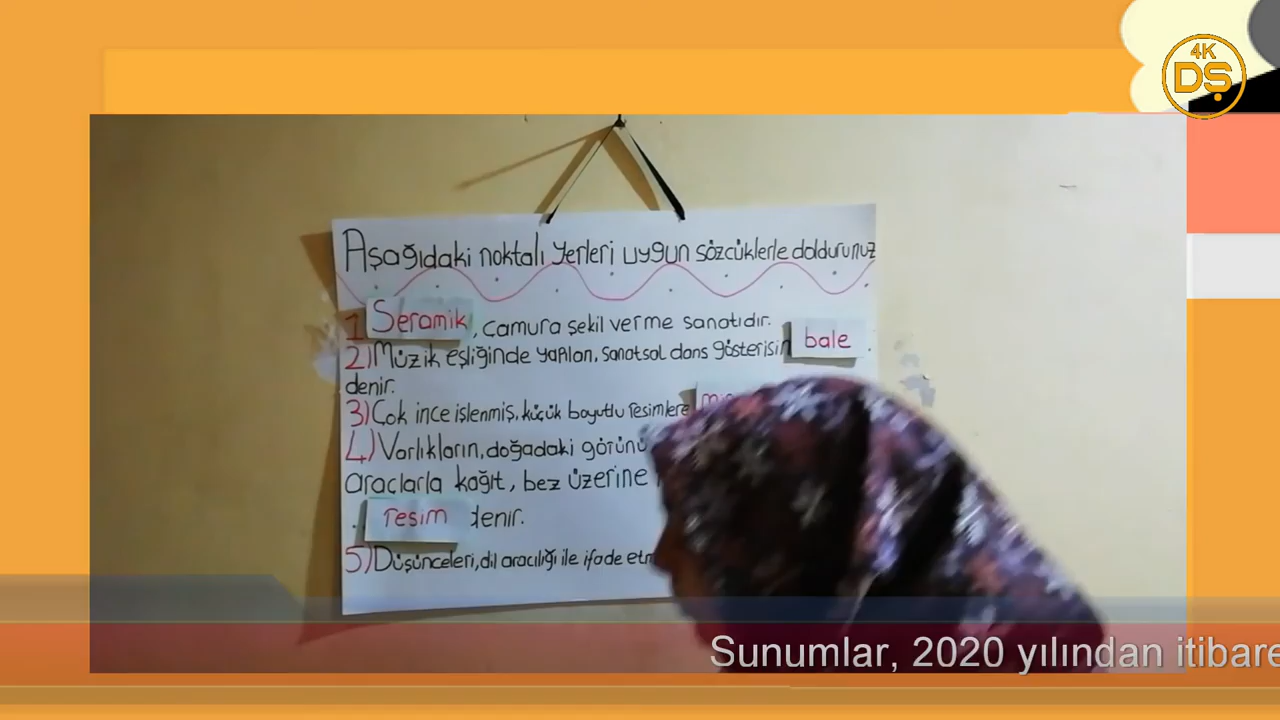 4K
DŞ
Aşağıdaki noktalı yerleri uygun sözcüklerle doldurunuz
1 Seramik, çamura şekil verme sanatıdır.
2) Müzik eşliğinde yapılan, sanatsal dans gösterisin bale
denir.
3) Çok ince işlenmiş, küçük boyutlu resimlere
4) Varlıkların, doğadaki görünü
araçlarla kağıt, bez üzerine
resim denir.
5) Düşünceleri, dil aracılığı ile ifade etm
Sunumlar, 2020 yılından itibare